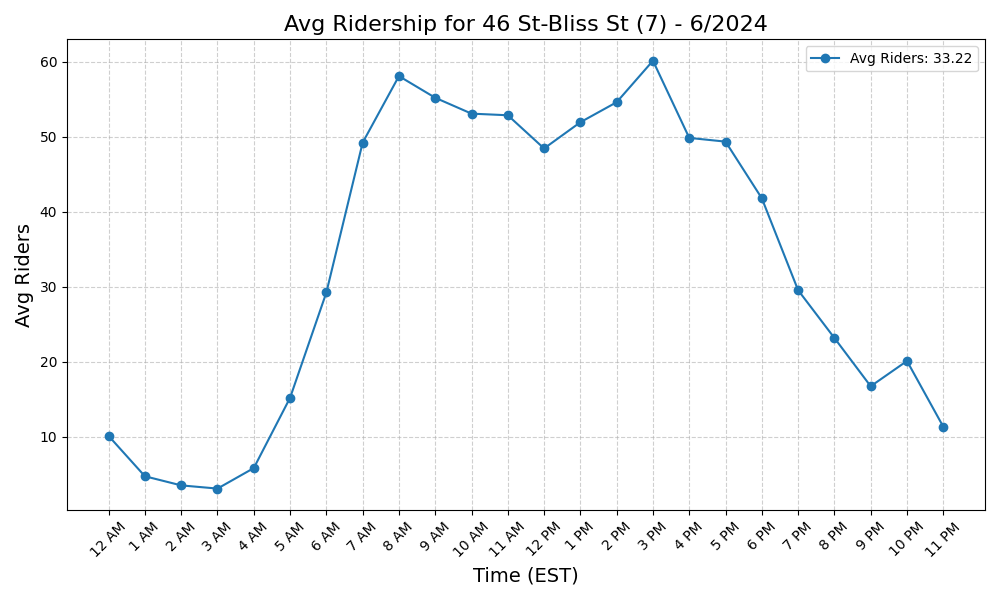 Avg Ridership for 46 St-Bliss St (7) - 6/2024
Avg Riders: 33.22
60
50
40
30
20
10
Avg Riders
12 AM
1 AM
2 AM
3 AM
4 AM
5 AM
6 AM
7 AM
8 AM
9 AM
10 AM
11 AM
12 PM
1 PM
2 PM
3 PM
4 PM
5 PM
6 PM
7 PM
8 PM
9 PM
10 PM
11 PM
Time (EST)